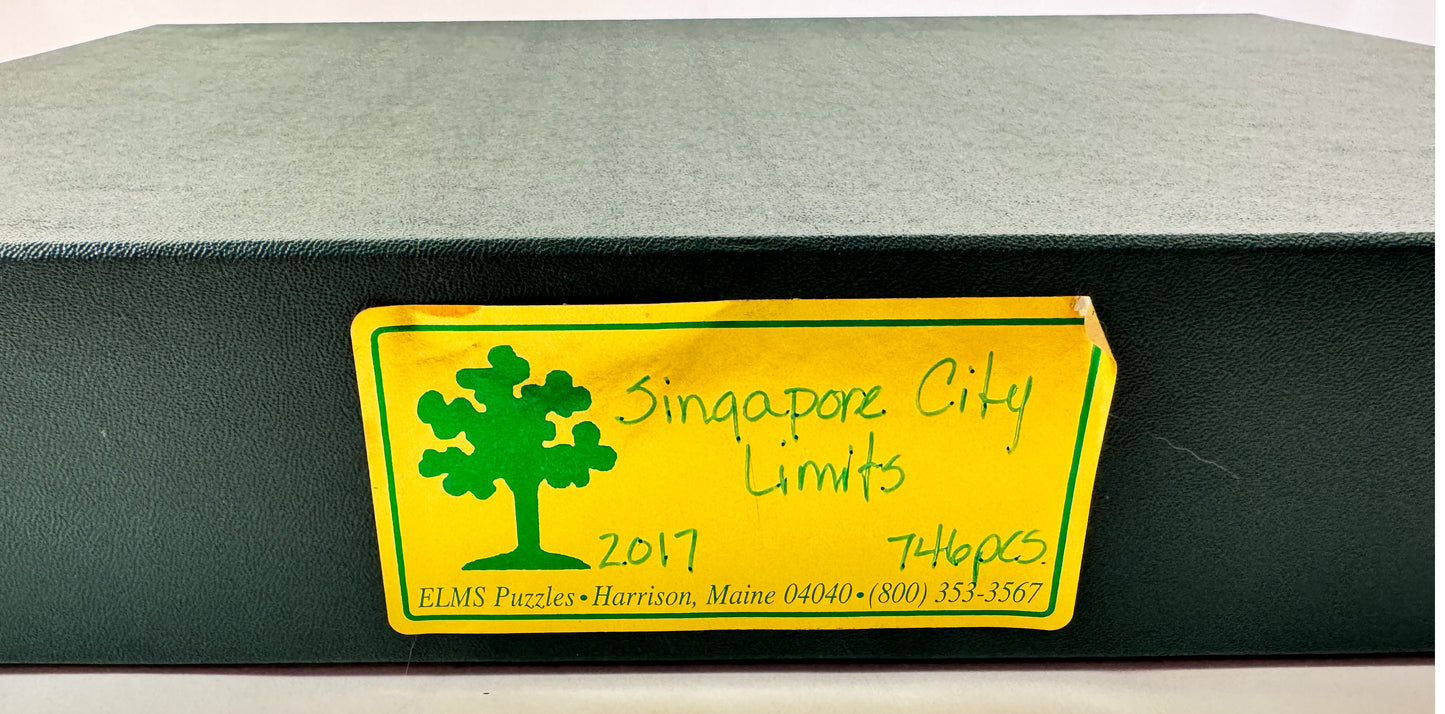 Singapore City
Limits
2017 746pcs.
ELMS Puzzles • Harrison, Maine 04040 • (800) 353-3567